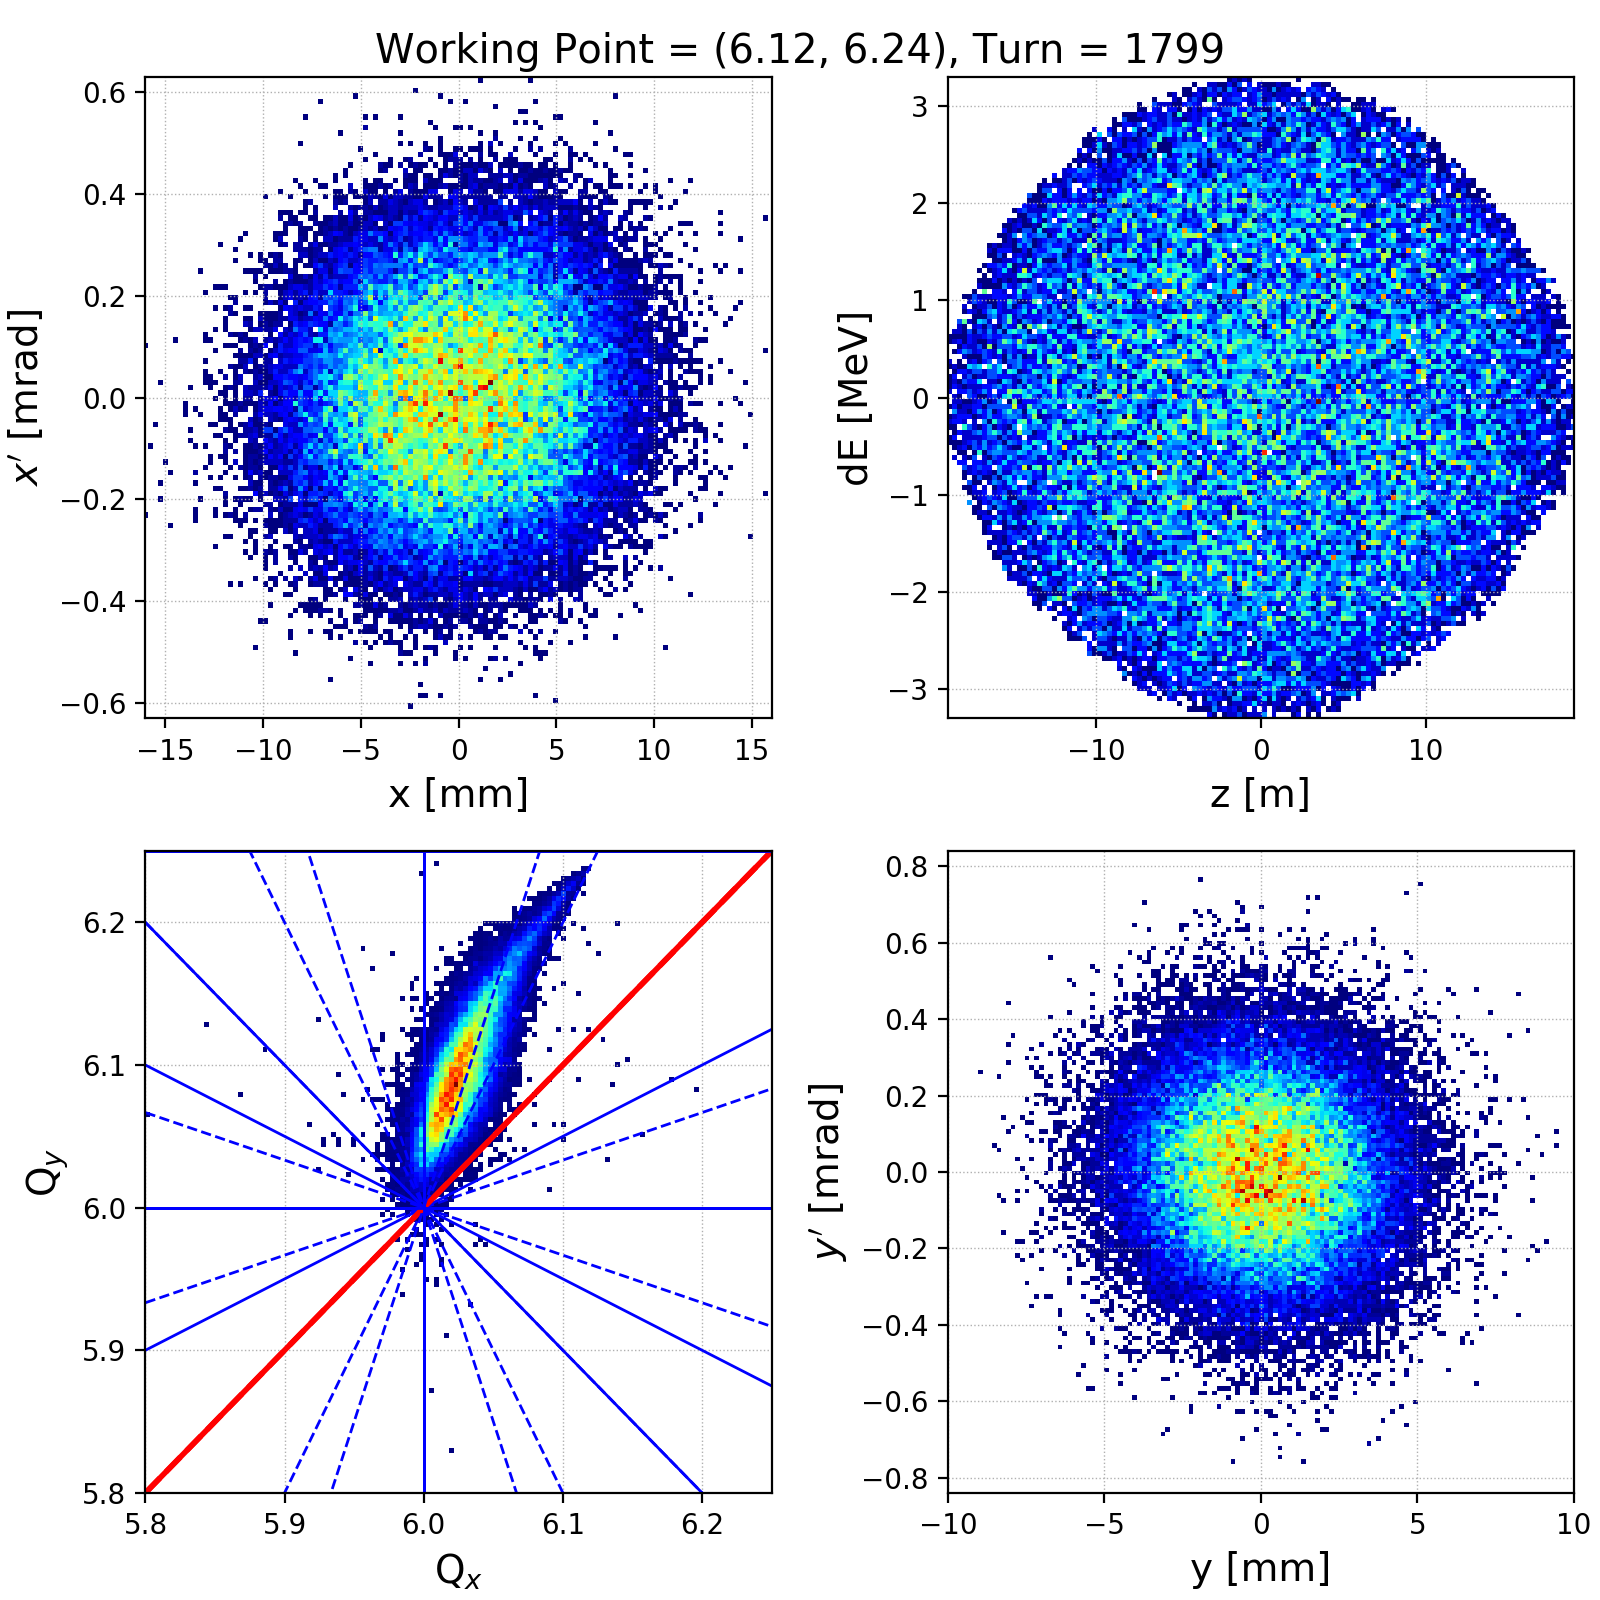 Working Point = (6.12, 6.24), Turn = 1799
0.6
0.4
0.2
0.0
−0.2
−0.4
−0.6
x′ [mrad]
−15 −10 −5 0 5 10 15
x [mm]
3
2
1
0
−1
−2
−3
dE [MeV]
−10 0 10
z [m]
6.2
6.1
6.0
5.9
5.8
Qy
5.8 5.9 6.0 6.1 6.2
Qx
0.8
0.6
0.4
0.2
0.0
−0.2
−0.4
−0.6
−0.8
y′ [mrad]
−10 −5 0 5 10
y [mm]